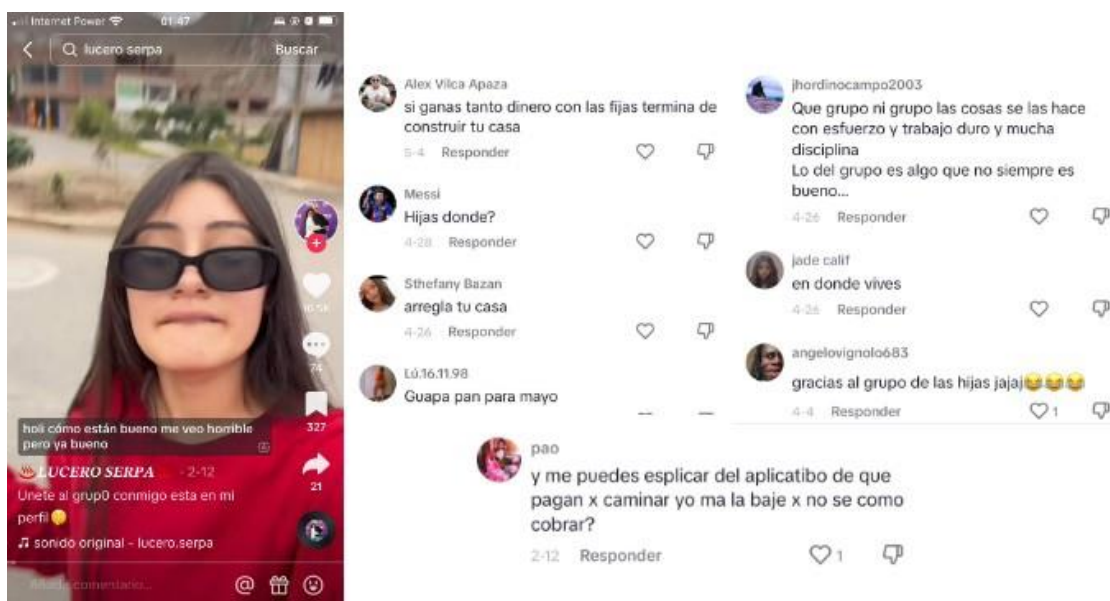 Internet Power 01:47
lucero serpa Buscar
10.5K
74
327
21
holi cómo están bueno me veo horrible
pero ya bueno
LUCERO SERPA - 2-12
Unete al grup0 conmigo esta en mi
perfil
sonido original - lucero.serpa
Añadir comentario...
Alex Vilca Apaza
si ganas tanto dinero con las fijas termina de
construir tu casa
5-4 Responder
Messi
Hijas donde?
4-28 Responder
Sthefany Bazan
arregla tu casa
4-26 Responder
Lú.16.11.98
Guapa pan para mayo
jhordinocampo2003
Que grupo ni grupo las cosas se las hace
con esfuerzo y trabajo duro y mucha
disciplina
Lo del grupo es algo que no siempre es
bueno...
4-26 Responder
jade calif
en donde vives
4-26 Responder
angelovignolo683
gracias al grupo de las hijas jajaj😂😂😂
4-4 Responder 1
pao
y me puedes esplicar del aplicatibo de que
pagan x caminar yo ma la baje x no se como
cobrar?
2-12 Responder 1